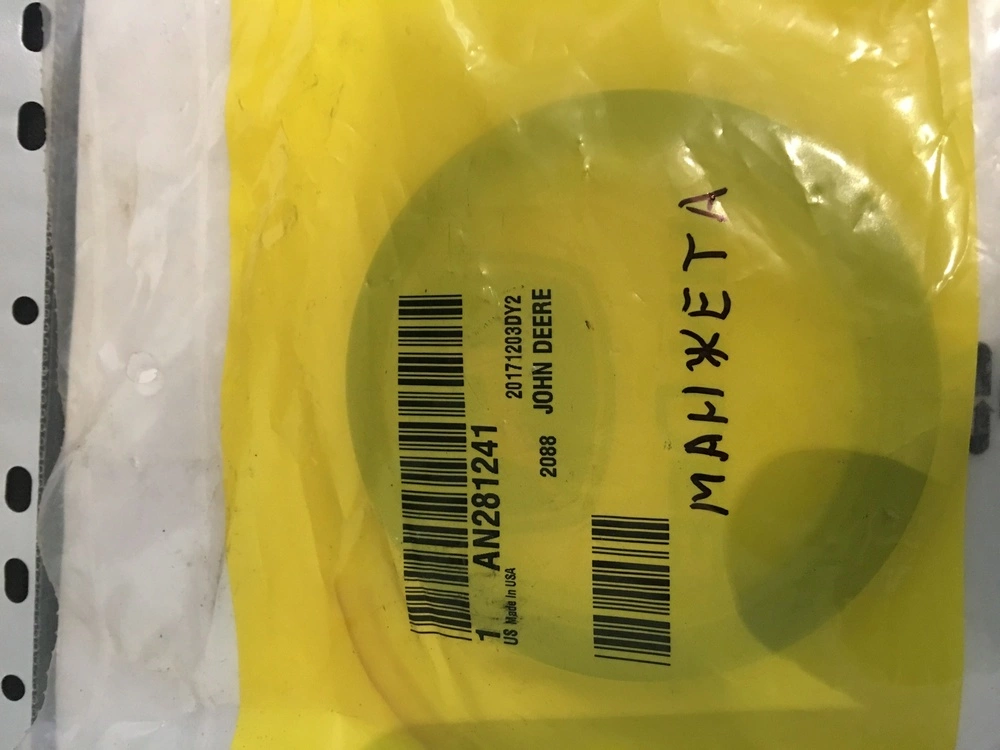 1 AN281241
US Made In USA
20171203DY2
2088 JOHN DEERE
МАНЖЕТА